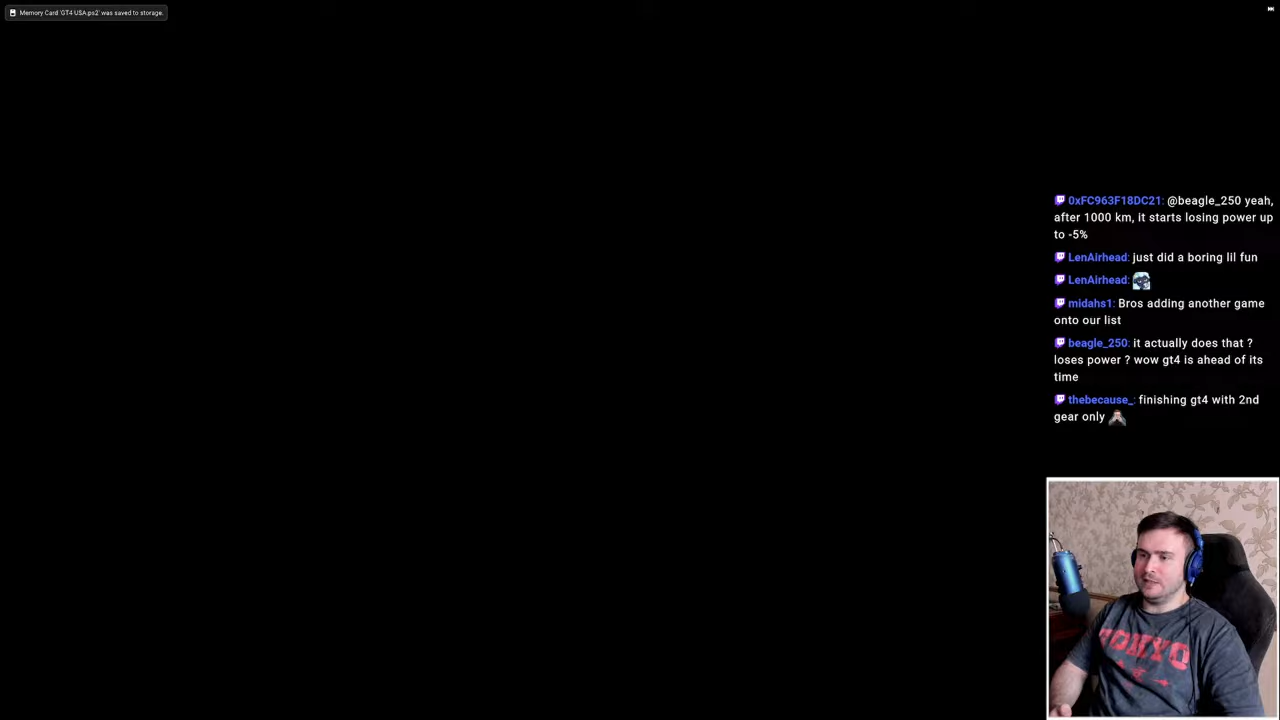 Memory Card 'GT4 USA.ps2' was saved to storage.
0xFC963F18DC21: @beagle_250 yeah,
after 1000 km, it starts losing power up
to -5%
LenAirhead: just did a boring lil fun
LenAirhead:
midahs1: Bros adding another game
onto our list
beagle_250: it actually does that ?
loses power ? wow gt4 is ahead of its
time
thebecause_: finishing gt4 with 2nd
gear only